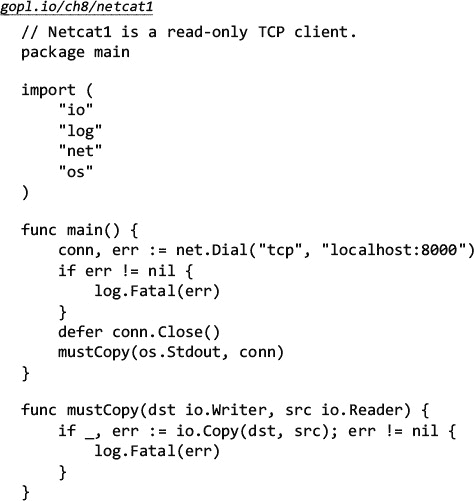 gopl.io/ch8/netcat1
// Netcat1 is a read-only TCP client.
package main
import (
    "io"
    "log"
    "net"
    "os"
)
func main() {
    conn, err := net.Dial("tcp", "localhost:8000")
    if err != nil {
        log.Fatal(err)
    }
    defer conn.Close()
    mustCopy(os.Stdout, conn)
}
func mustCopy(dst io.Writer, src io.Reader) {
    if _, err := io.Copy(dst, src); err != nil {
        log.Fatal(err)
    }
}